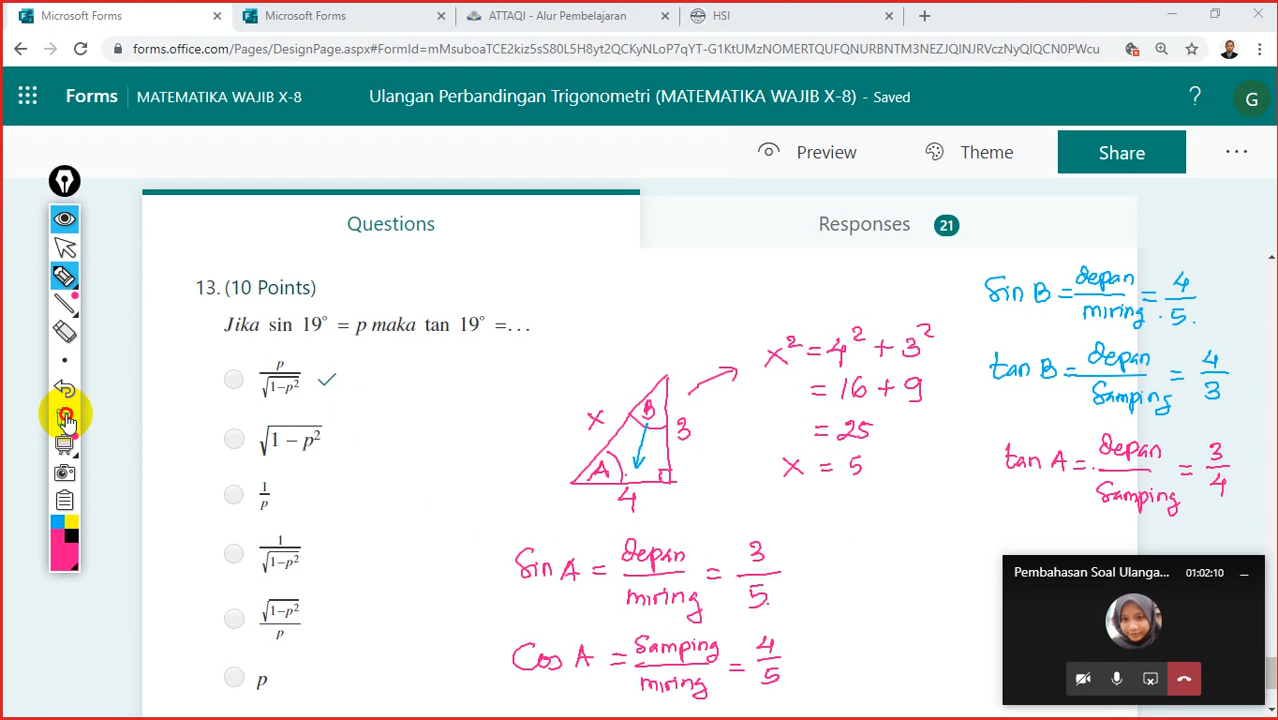 Microsoft Forms
Microsoft Forms
ATTAQI - Alur Pembelajaran
HSI
forms.office.com/Pages/DesignPage.aspx#FormId=mMsuboaTCE2kiz5sS80L5H8yt2QCKyNLoP7qYT-G1KtUMzNOMERTQUFQNURBNTM3NEZJQlNJRVczNyQlQCN0PWcu
Forms
MATEMATIKA WAJIB X-8
Ulangan Perbandingan Trigonometri (MATEMATIKA WAJIB X-8) - Saved
?
G
Preview
Theme
Share
...
Questions
Responses 21
13. (10 Points)
Jika sin 19° = p maka tan 19° =...
p/√(1-p²) ✓
√(1 − p²)
1/p
1/√(1-p²)
√(1-p²)/p
p
x
B
3
A
4
x² = 4² + 3²
= 16 + 9
= 25
x = 5
Sin A = depan/miring = 3/5.
Cos A = Samping/miring = 4/5
Sin B = depan/miring = 4/5.
tan B = depan/Samping = 4/3
tan A = depan/Samping = 3/4
Pembahasan Soal Ulanga... 01:02:10